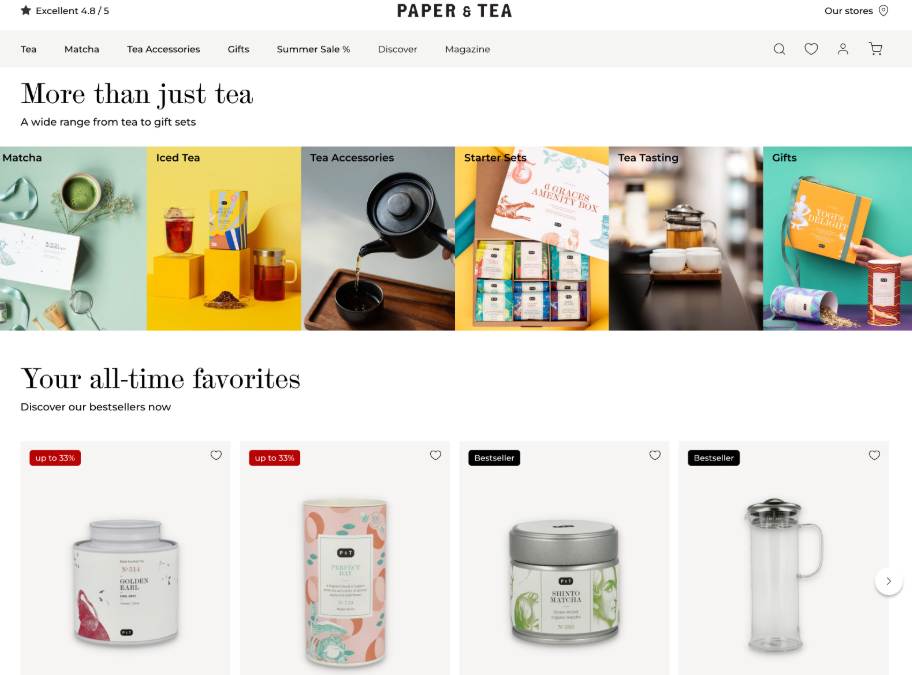 Excellent 4.8 / 5
PAPER & TEA
Our stores
Tea
Matcha
Tea Accessories
Gifts
Summer Sale %
Discover
Magazine
More than just tea
A wide range from tea to gift sets
Matcha
Iced Tea
Tea Accessories
Starter Sets
6 GRACES
AMENITY BOX
Tea Tasting
Gifts
YOGI'S
DELIGHT
Your all-time favorites
Discover our bestsellers now
up to 33%
up to 33%
Bestseller
Bestseller
Nº514
GOLDEN
EARL
P&T
P&T
PERFECT
DAY
P&T
SHINTO
MATCHA